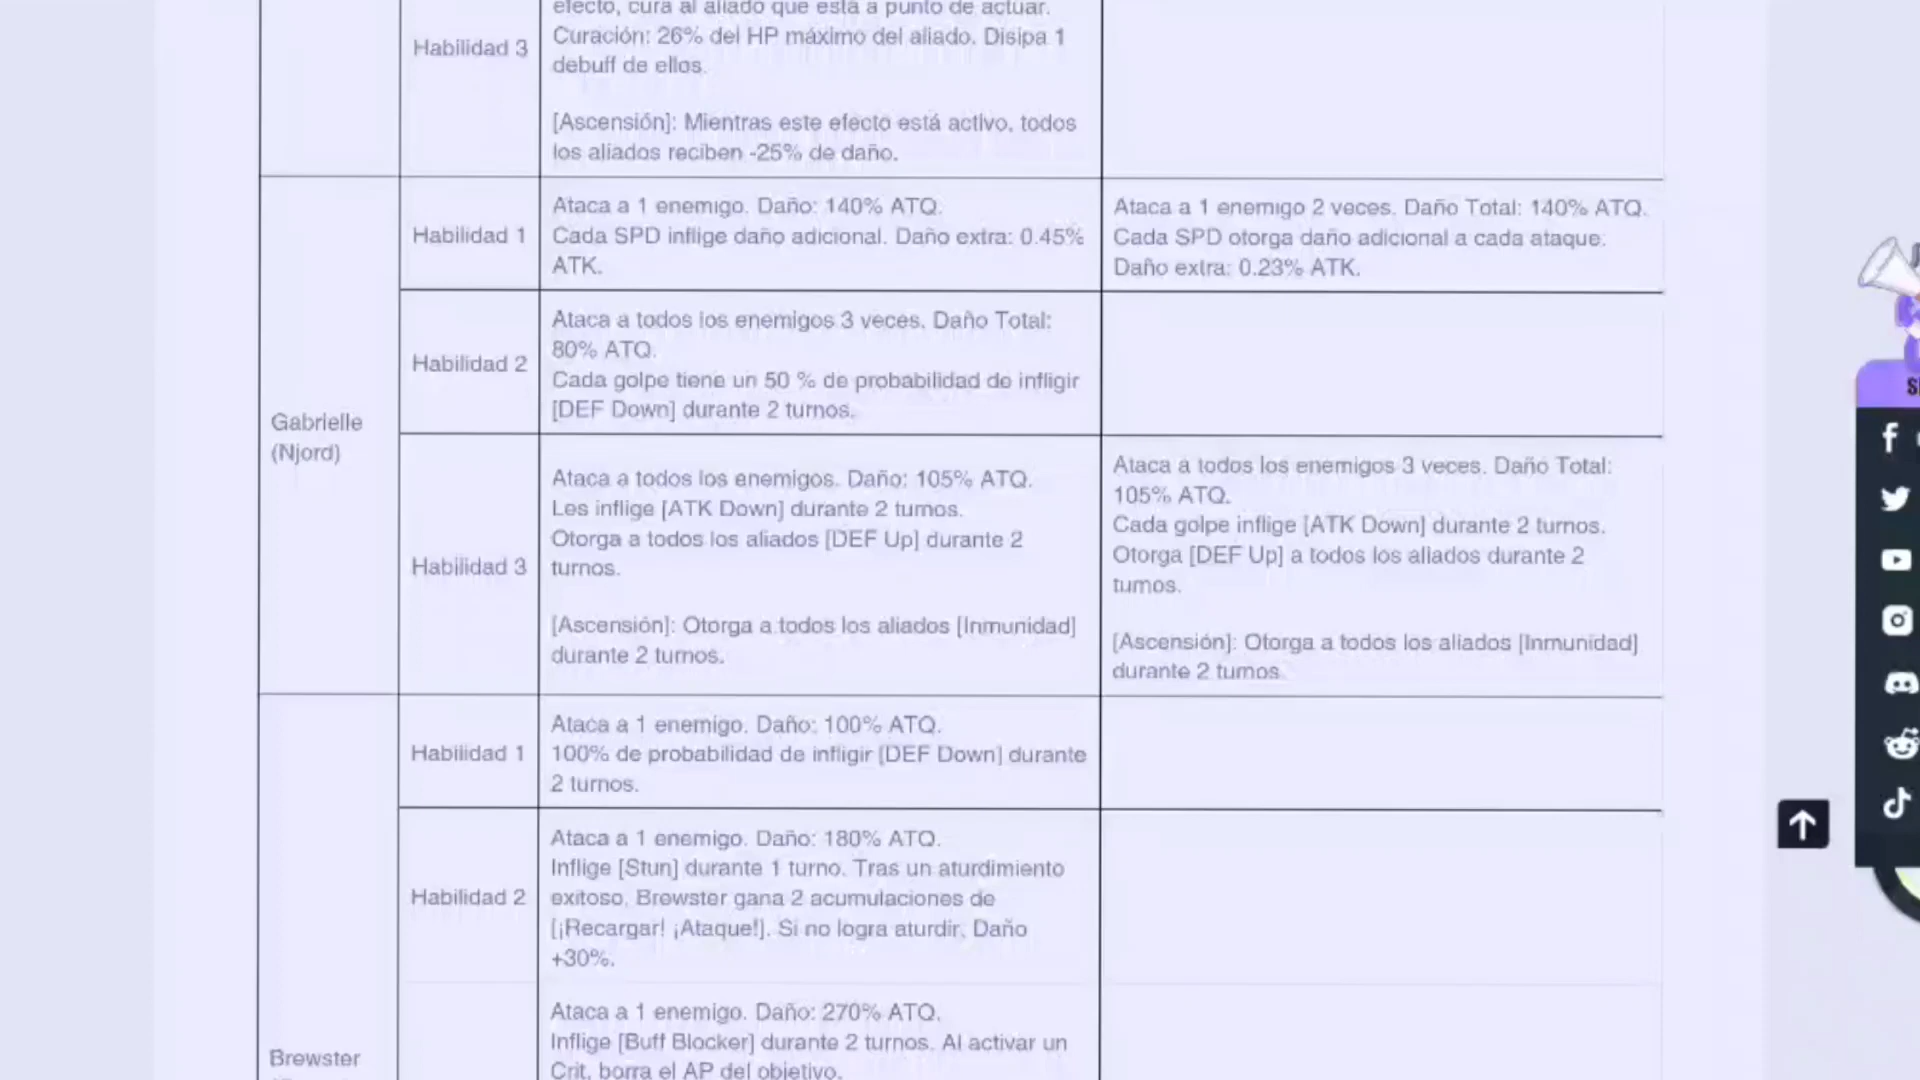 efecto, cura al aliado que está a punto de actuar.
Habilidad 3
Curación: 26% del HP máximo del aliado. Disipa 1
debuff de ellos.
[Ascensión]: Mientras este efecto está activo, todos
los aliados reciben -25% de daño.
Gabrielle
(Njord)
Habilidad 1
Ataca a 1 enemigo. Daño: 140% ATQ.
Cada SPD inflige daño adicional. Daño extra: 0.45%
ATK.
Ataca a 1 enemigo 2 veces. Daño Total: 140% ATQ.
Cada SPD otorga daño adicional a cada ataque:
Daño extra: 0.23% ATK.
Habilidad 2
Ataca a todos los enemigos 3 veces. Daño Total:
80% ATQ.
Cada golpe tiene un 50 % de probabilidad de infligir
[DEF Down] durante 2 turnos.
Habilidad 3
Ataca a todos los enemigos. Daño: 105% ATQ.
Les inflige [ATK Down] durante 2 turnos.
Otorga a todos los aliados [DEF Up] durante 2
turnos.
[Ascensión]: Otorga a todos los aliados [Inmunidad]
durante 2 turnos.
Ataca a todos los enemigos 3 veces. Daño Total:
105% ATQ.
Cada golpe inflige [ATK Down] durante 2 turnos.
Otorga [DEF Up] a todos los aliados durante 2
turnos.
[Ascensión]: Otorga a todos los aliados [Inmunidad]
durante 2 turnos.
Brewster
Habilidad 1
Ataca a 1 enemigo. Daño: 100% ATQ.
100% de probabilidad de infligir [DEF Down] durante
2 turnos.
Habilidad 2
Ataca a 1 enemigo. Daño: 180% ATQ.
Inflige [Stun] durante 1 turno. Tras un aturdimiento
exitoso, Brewster gana 2 acumulaciones de
[¡Recargar! ¡Ataque!]. Si no logra aturdir, Daño
+30%.
Ataca a 1 enemigo. Daño: 270% ATQ.
Inflige [Buff Blocker] durante 2 turnos. Al activar un
Crit, borra el AP del objetivo.